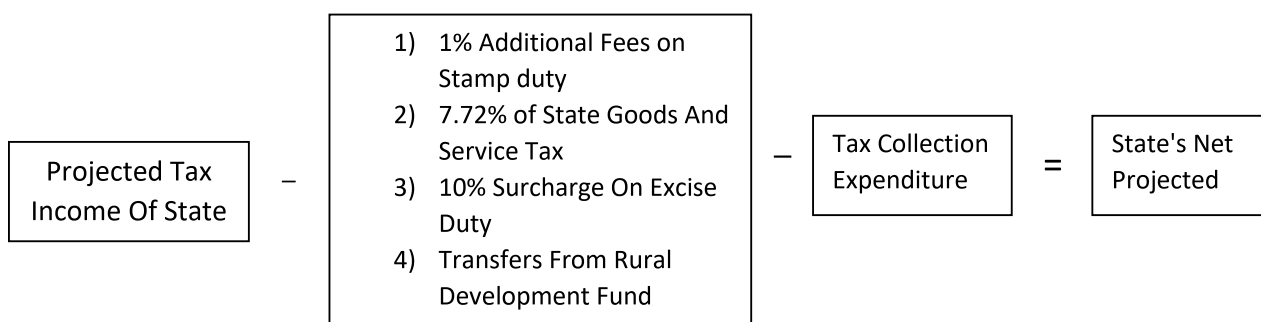 Projected Tax
Income Of State
–
1) 1% Additional Fees on
Stamp duty
2) 7.72% of State Goods And
Service Tax
3) 10% Surcharge On Excise
Duty
4) Transfers From Rural
Development Fund
–
Tax Collection
Expenditure
=
State's Net
Projected